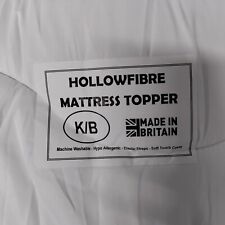 HOLLOWFIBRE
MATTRESS TOPPER
K/B
MADE IN
BRITAIN
Machine Washable - Hypo Allergenic - Elastic Straps - Soft Touch Cover